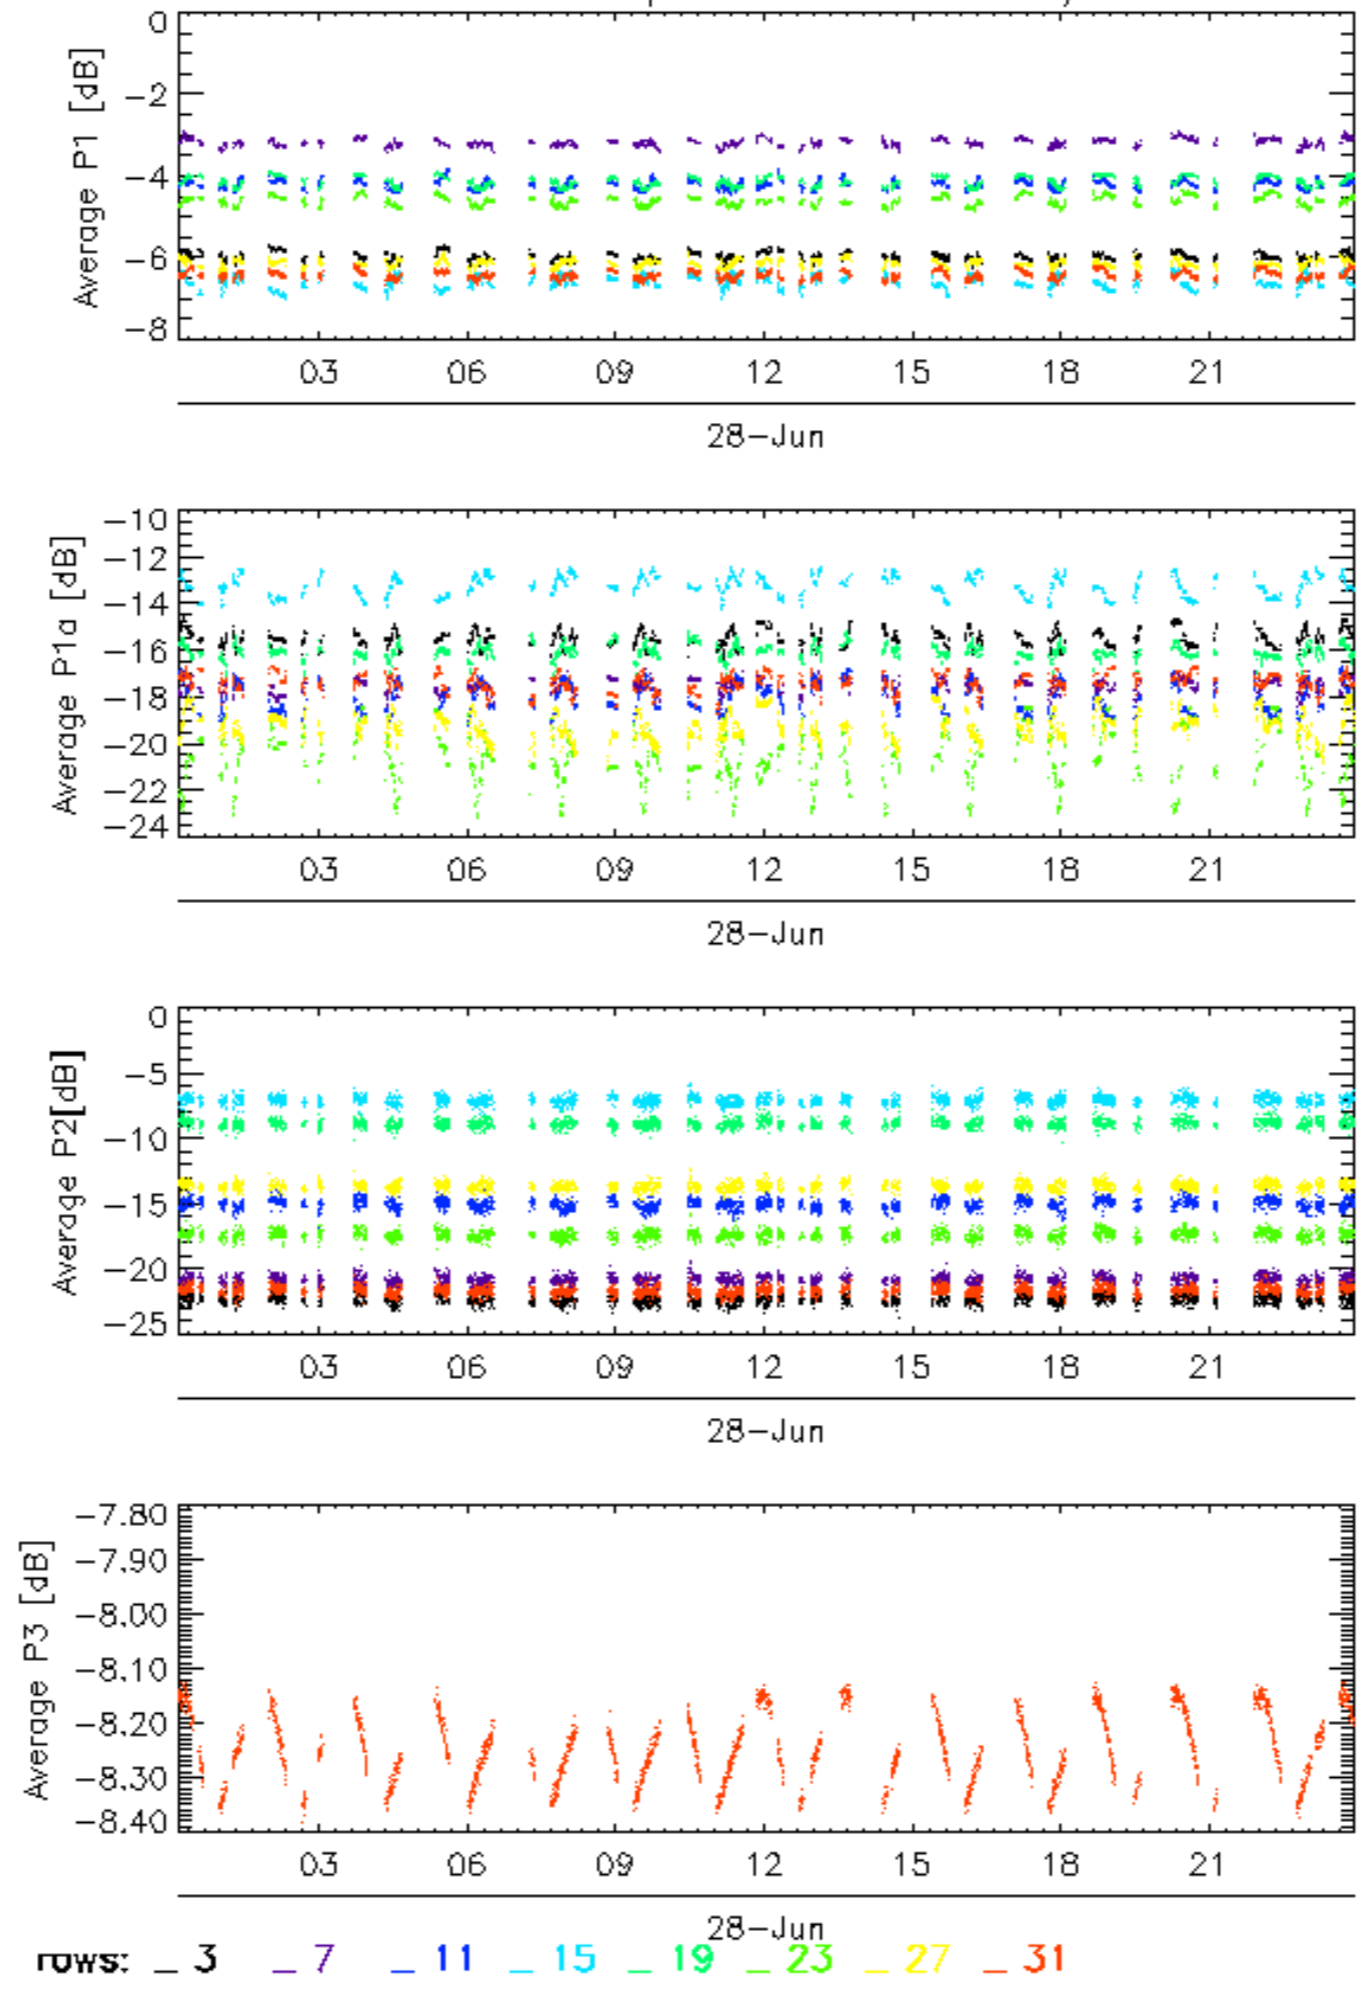 0
-2
-4
-6
-8
Average P1 [dB]
03 06 09 12 15 18 21
28-Jun
-10
-12
-14
-16
-18
-20
-22
-24
Average P1a [dB]
03 06 09 12 15 18 21
28-Jun
0
-5
-10
-15
-20
-25
Average P2[dB]
03 06 09 12 15 18 21
28-Jun
-7.80
-7.90
-8.00
-8.10
-8.20
-8.30
-8.40
Average P3 [dB]
03 06 09 12 15 18 21
28-Jun
rows: _ 3 _ 7 _ 11 _ 15 _ 19 _ 23 _ 27 _ 31